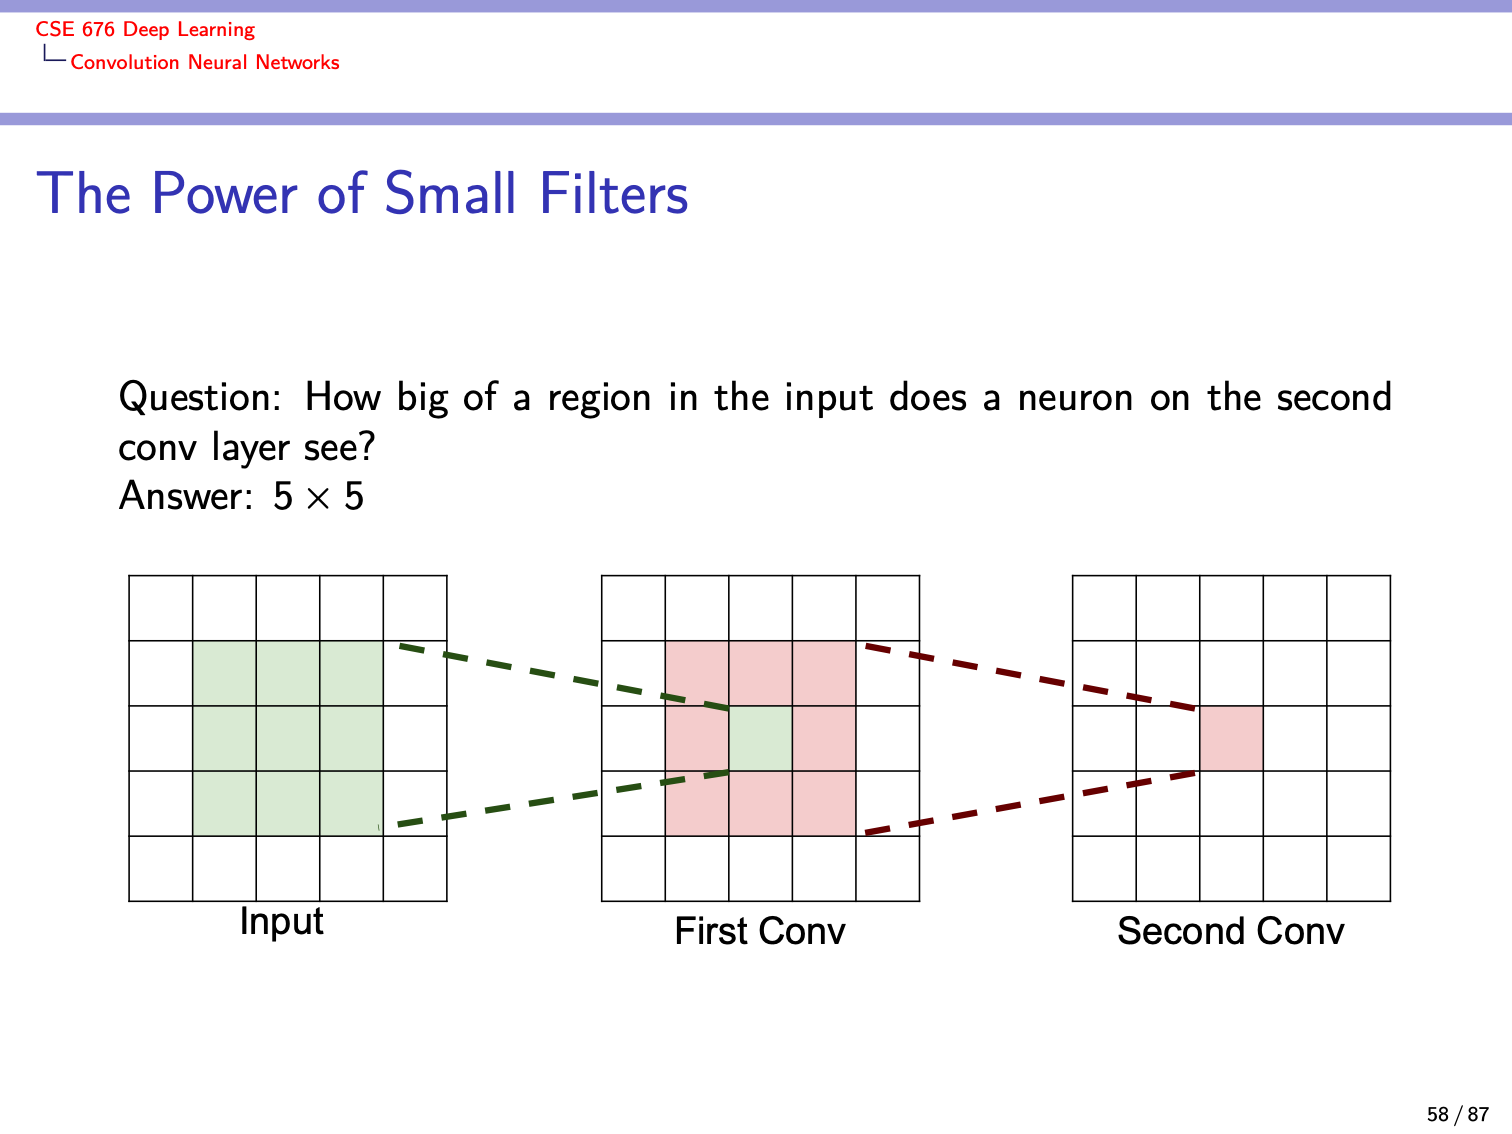 CSE 676 Deep Learning
Convolution Neural Networks
The Power of Small Filters
Question: How big of a region in the input does a neuron on the second
conv layer see?
Answer: 5 × 5
Input
First Conv
Second Conv
58 / 87